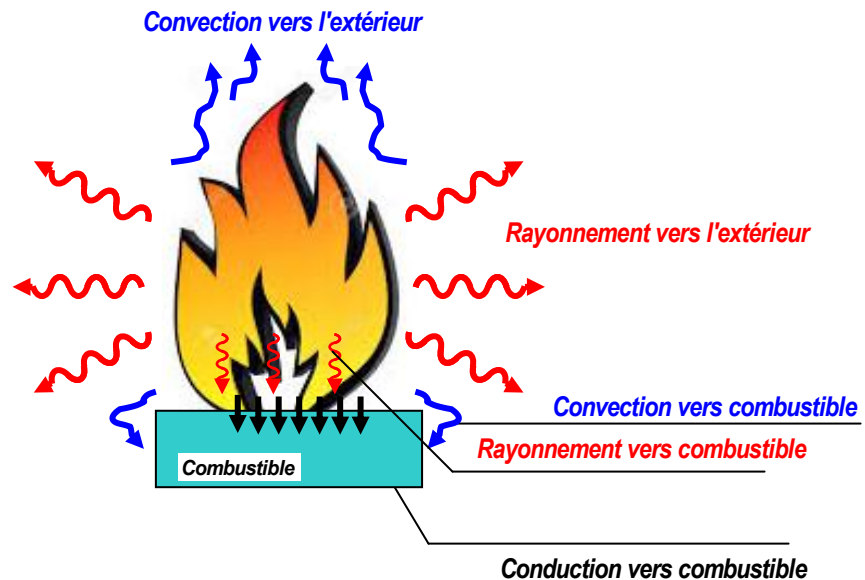 Convection vers l'extérieur
Rayonnement vers l'extérieur
Convection vers combustible
Rayonnement vers combustible
Combustible
Conduction vers combustible